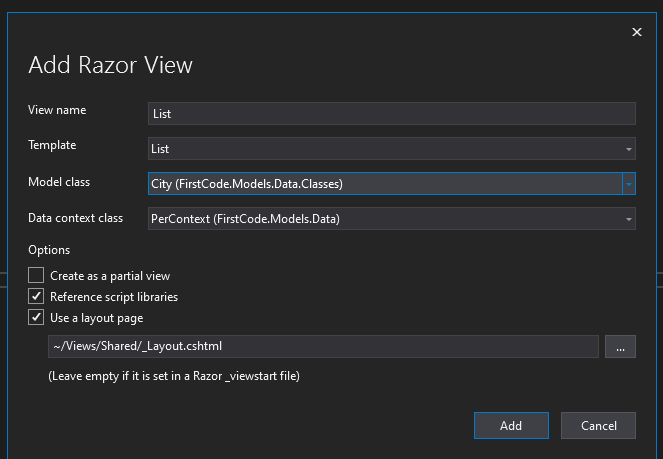 Add Razor View
View name
List
Template
List
Model class
City (FirstCode.Models.Data.Classes)
Data context class
PerContext (FirstCode.Models.Data)
Options
Create as a partial view
Reference script libraries
Use a layout page
~/Views/Shared/_Layout.cshtml
...
(Leave empty if it is set in a Razor _viewstart file)
Add
Cancel